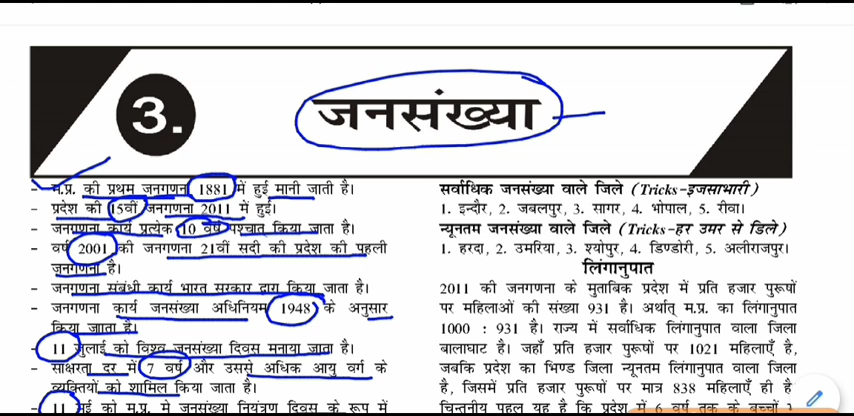 3.
जनसंख्या
- म.प्र. की प्रथम जनगणना 1881 में हुई मानी जाती है।
- प्रदेश की 15वीं जनगणना 2011 में हुई।
- जनगणना कार्य प्रत्येक 10 वर्ष पश्चात किया जाता है।
- वर्ष 2001 की जनगणना 21वीं सदी की प्रदेश की पहली
जनगणना है।
- जनगणना संबंधी कार्य भारत सरकार द्वारा किया जाता है।
- जनगणना कार्य जनसंख्या अधिनियम 1948 के अनुसार
किया जाता है।
- 11 जुलाई को विश्व जनसंख्या दिवस मनाया जाता है।
- साक्षरता दर में 7 वर्ष और उससे अधिक आयु वर्ग के
व्यक्तियों को शामिल किया जाता है।
- 11 मई को म.प्र. में जनसंख्या नियंत्रण दिवस के रूप में
सर्वाधिक जनसंख्या वाले जिले (Tricks-इजसाभारी)
1. इन्दौर, 2. जबलपुर, 3. सागर, 4. भोपाल, 5. रीवा।
न्यूनतम जनसंख्या वाले जिले (Tricks-हर उमर से डिले)
1. हरदा, 2. उमरिया, 3. श्योपुर, 4. डिण्डोरी, 5. अलीराजपुर।
लिंगानुपात
2011 की जनगणना के मुताबिक प्रदेश में प्रति हजार पुरूषों
पर महिलाओं की संख्या 931 है। अर्थात् म.प्र. का लिंगानुपात
1000 : 931 है। राज्य में सर्वाधिक लिंगानुपात वाला जिला
बालाघाट है। जहाँ प्रति हजार पुरूषों पर 1021 महिलाएँ है,
जबकि प्रदेश का भिण्ड जिला न्यूनतम लिंगानुपात वाला जिला
है, जिसमें प्रति हजार पुरूषों पर मात्र 838 महिलाएँ ही है
चिन्तनीय पहलू यह है कि प्रदेश में 6 वर्ष तक के बच्चों